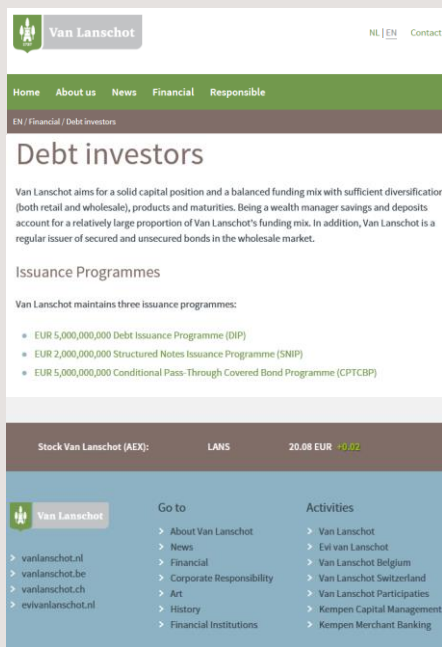 Van Lanschot
NL | EN Contact
Home About us News Financial Responsible
EN / Financial / Debt investors
Debt investors
Van Lanschot aims for a solid capital position and a balanced funding mix with sufficient diversification
(both retail and wholesale), products and maturities. Being a wealth manager savings and deposits
account for a relatively large proportion of Van Lanschot's funding mix. In addition, Van Lanschot is a
regular issuer of secured and unsecured bonds in the wholesale market.
Issuance Programmes
Van Lanschot maintains three issuance programmes:
EUR 5,000,000,000 Debt Issuance Programme (DIP)
EUR 2,000,000,000 Structured Notes Issuance Programme (SNIP)
EUR 5,000,000,000 Conditional Pass-Through Covered Bond Programme (CPTCBP)
Stock Van Lanschot (AEX): LANS 20.08 EUR +0.02
Van Lanschot
> vanlanschot.nl
> vanlanschot.be
> vanlanschot.ch
> evivanlanschot.nl
Go to
> About Van Lanschot
> News
> Financial
> Corporate Responsibility
> Art
> History
> Financial Institutions
Activities
> Van Lanschot
> Evi van Lanschot
> Van Lanschot Belgium
> Van Lanschot Switzerland
> Van Lanschot Participaties
> Kempen Capital Management
> Kempen Merchant Banking